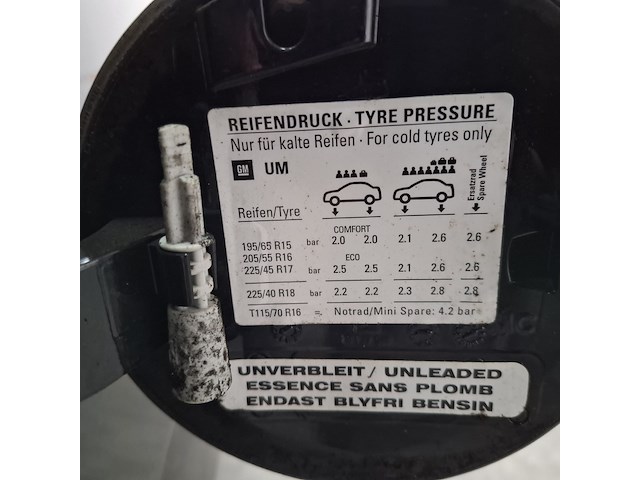 REIFENDRUCK · TYRE PRESSURE
Nur für kalte Reifen · For cold tyres only
GM UM
Ersatzrad
Spare Wheel
Reifen/Tyre
COMFORT
195/65 R15 bar 2.0 2.0 2.1 2.6 2.6
205/55 R16 ECO
225/45 R17 bar 2.5 2.5 2.1 2.6 2.6
225/40 R18 bar 2.2 2.2 2.3 2.8 2.8
T115/70 R16 =. Notrad/Mini Spare: 4.2 bar
UNVERBLEIT / UNLEADED
ESSENCE SANS PLOMB
ENDAST BLYFRI BENSIN